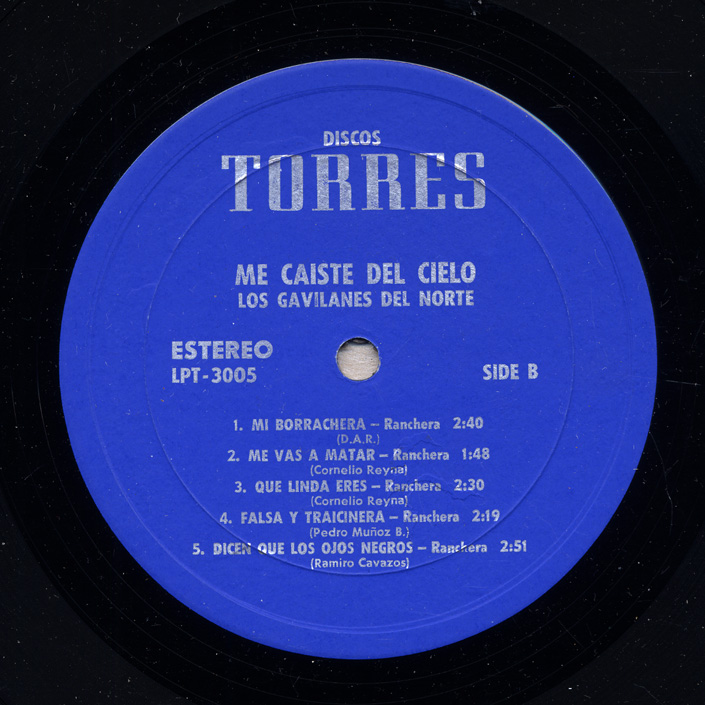 DISCOS
TORRES
ME CAISTE DEL CIELO
LOS GAVILANES DEL NORTE
ESTEREO
LPT-3005
SIDE B
1. MI BORRACHERA – Ranchera 2:40
(D.A.R.)
2. ME VAS A MATAR – Ranchera 1:48
(Cornelio Reyna)
3. QUE LINDA ERES – Ranchera 2:30
(Cornelio Reyna)
4. FALSA Y TRAICINERA – Ranchera 2:19
(Pedro Muñoz B.)
5. DICEN QUE LOS OJOS NEGROS – Ranchera 2:51
(Ramiro Cavazos)